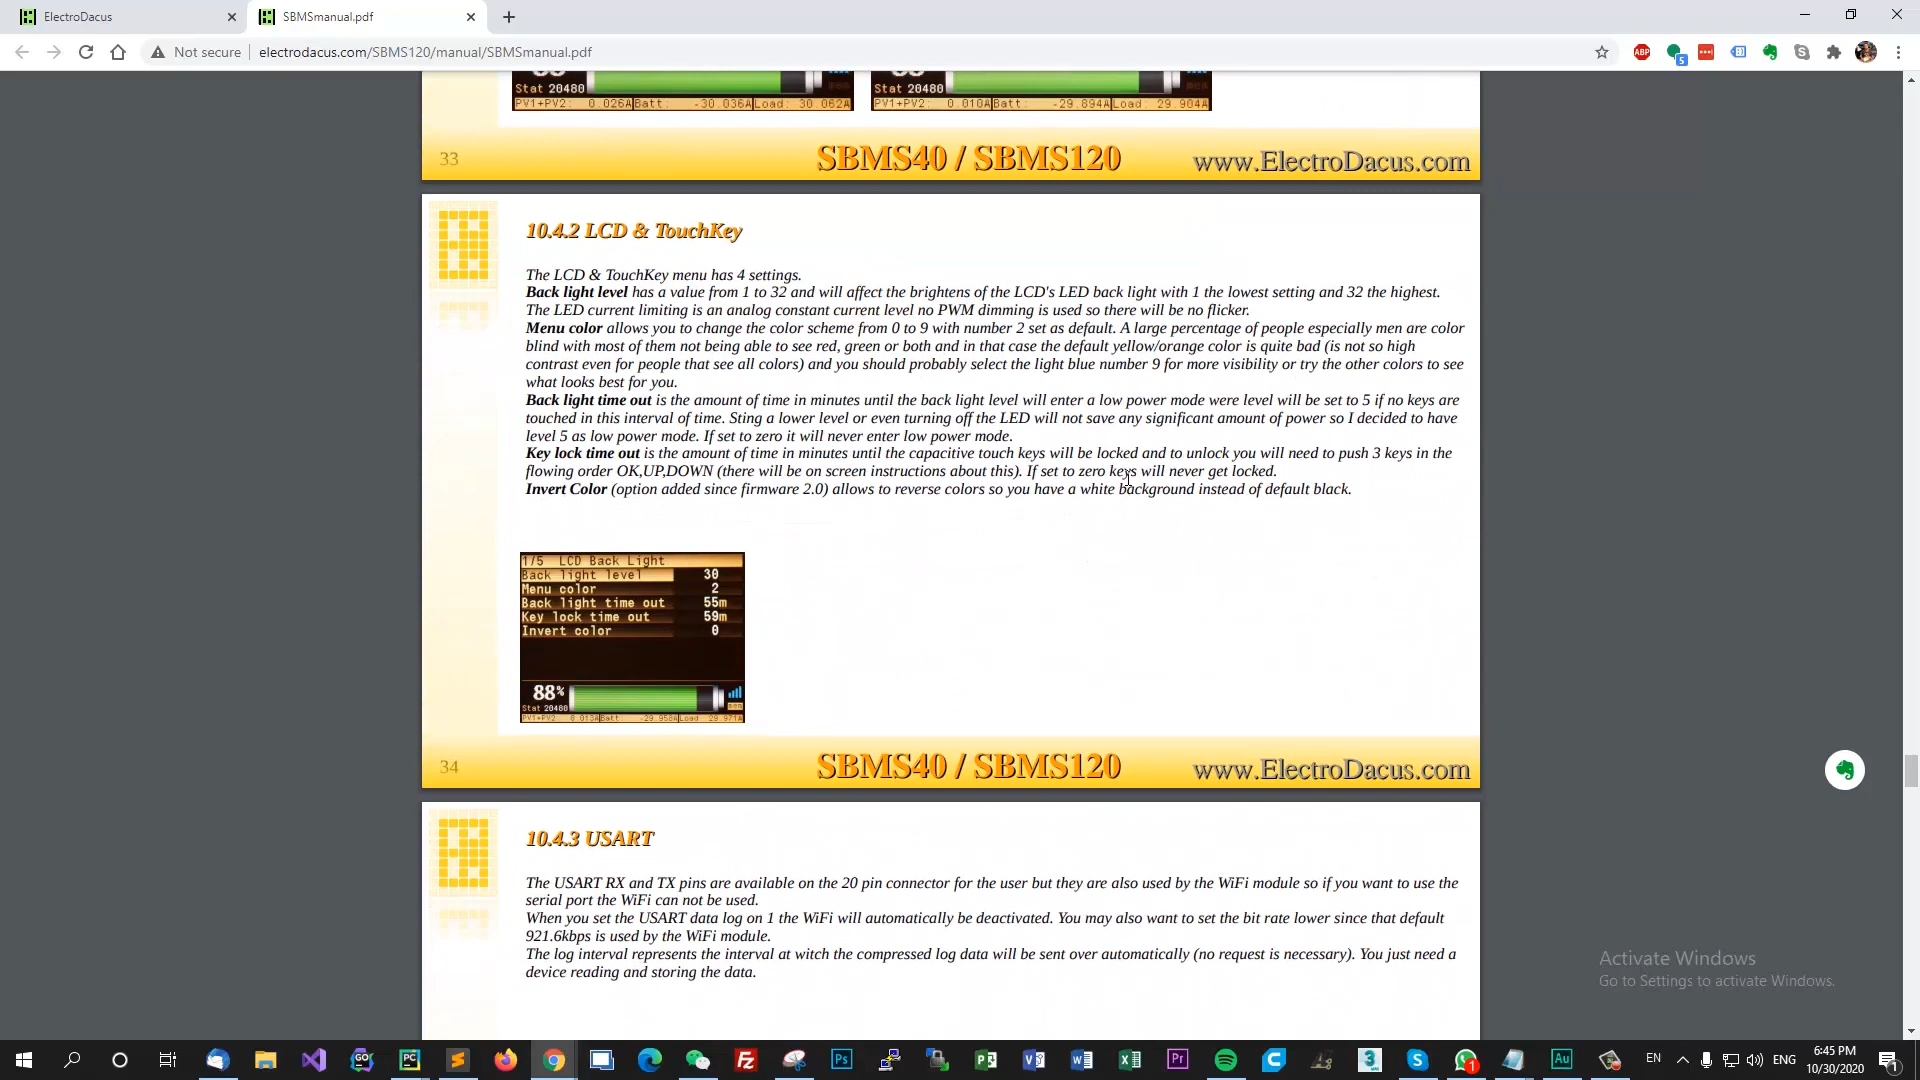 ElectroDacus
SBMSmanual.pdf
Not secure
electrodacus.com/SBMS120/manual/SBMSmanual.pdf
ABP
5
Stat 20480
Stat 20480
PV1+PV2: 0.026A Batt: -30.036A Load: 30.062A
PV1+PV2: 0.010A Batt: -29.894A Load: 29.904A
33
SBMS40 / SBMS120
www.ElectroDacus.com
10.4.2 LCD & TouchKey
The LCD & TouchKey menu has 4 settings.
Back light level has a value from 1 to 32 and will affect the brightens of the LCD's LED back light with 1 the lowest setting and 32 the highest.
The LED current limiting is an analog constant current level no PWM dimming is used so there will be no flicker.
Menu color allows you to change the color scheme from 0 to 9 with number 2 set as default. A large percentage of people especially men are color
blind with most of them not being able to see red, green or both and in that case the default yellow/orange color is quite bad (is not so high
contrast even for people that see all colors) and you should probably select the light blue number 9 for more visibility or try the other colors to see
what looks best for you.
Back light time out is the amount of time in minutes until the back light level will enter a low power mode were level will be set to 5 if no keys are
touched in this interval of time. Sting a lower level or even turning off the LED will not save any significant amount of power so I decided to have
level 5 as low power mode. If set to zero it will never enter low power mode.
Key lock time out is the amount of time in minutes until the capacitive touch keys will be locked and to unlock you will need to push 3 keys in the
flowing order OK,UP,DOWN (there will be on screen instructions about this). If set to zero keys will never get locked.
Invert Color (option added since firmware 2.0) allows to reverse colors so you have a white background instead of default black.
1/5 LCD Back Light
Back light level 30
Menu color 2
Back light time out 55m
Key lock time out 59m
Invert color 0
88%
Stat 20480
PV1+PV2 0.013A Batt: -29.958A Load 29.971A
34
SBMS40 / SBMS120
www.ElectroDacus.com
10.4.3 USART
The USART RX and TX pins are available on the 20 pin connector for the user but they are also used by the WiFi module so if you want to use the
serial port the WiFi can not be used.
When you set the USART data log on 1 the WiFi will automatically be deactivated. You may also want to set the bit rate lower since that default
921.6kbps is used by the WiFi module.
The log interval represents the interval at witch the compressed log data will be sent over automatically (no request is necessary). You just need a
device reading and storing the data.
Activate Windows
Go to Settings to activate Windows.
EN
ENG
6:45 PM
10/30/2020
1